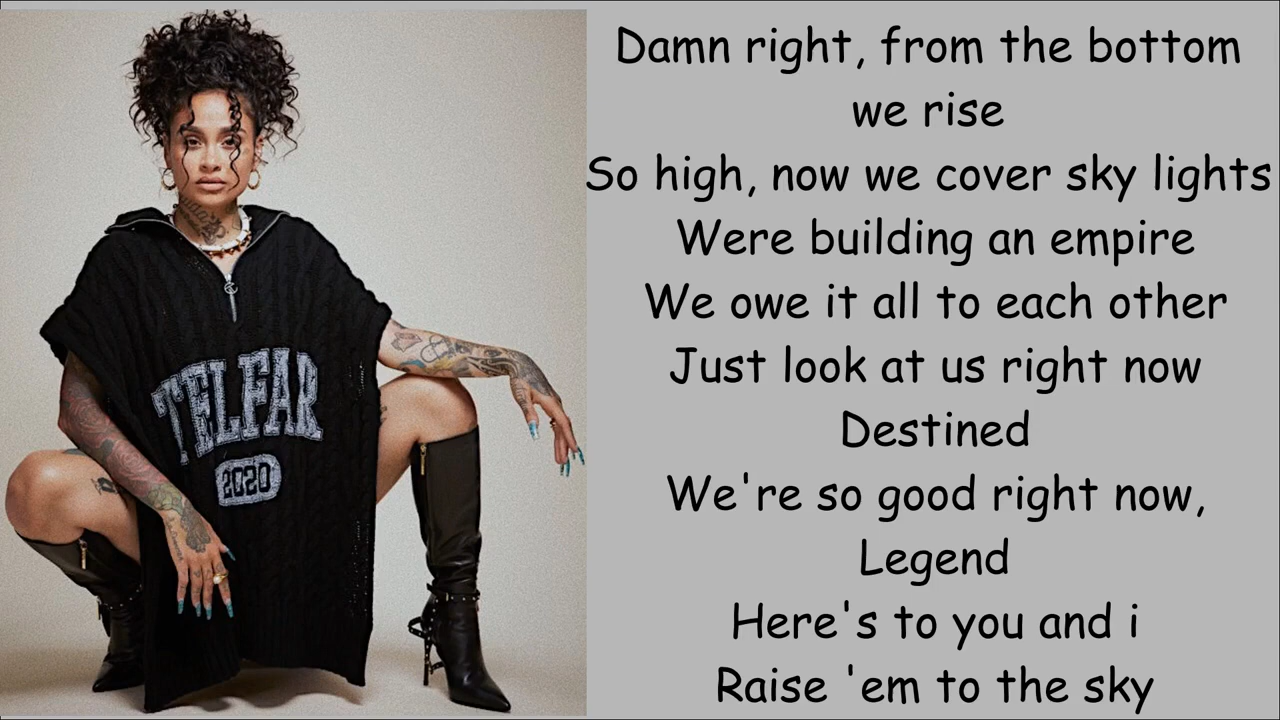 Damn right, from the bottom
we rise
So high, now we cover sky lights
Were building an empire
We owe it all to each other
Just look at us right now
Destined
We're so good right now,
Legend
Here's to you and i
Raise 'em to the sky
TELFAR
2020